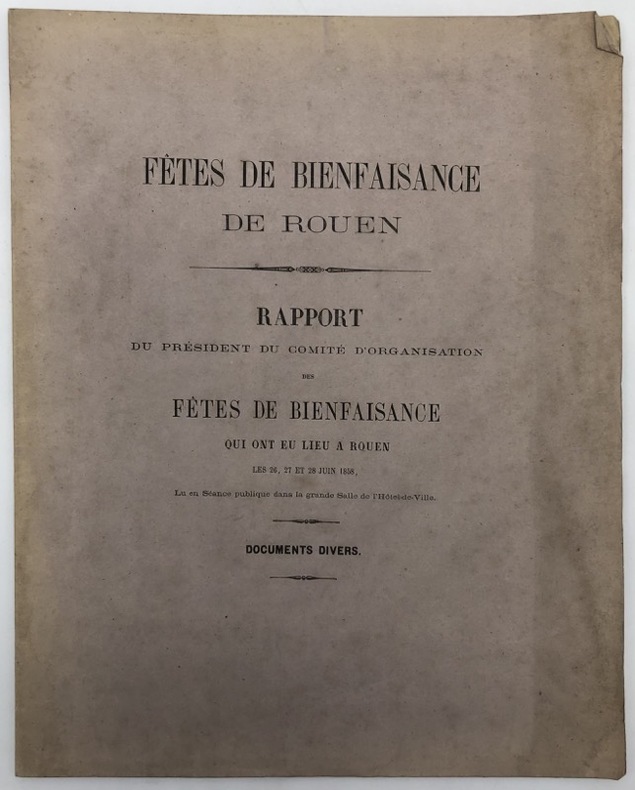 FÊTES DE BIENFAISANCE
DE ROUEN
RAPPORT
DU PRÉSIDENT DU COMITÉ D'ORGANISATION
DES
FÊTES DE BIENFAISANCE
QUI ONT EU LIEU A ROUEN
LES 26, 27 ET 28 JUIN 1858,
Lu en Séance publique dans la grande Salle de l'Hôtel-de-Ville.
DOCUMENTS DIVERS.